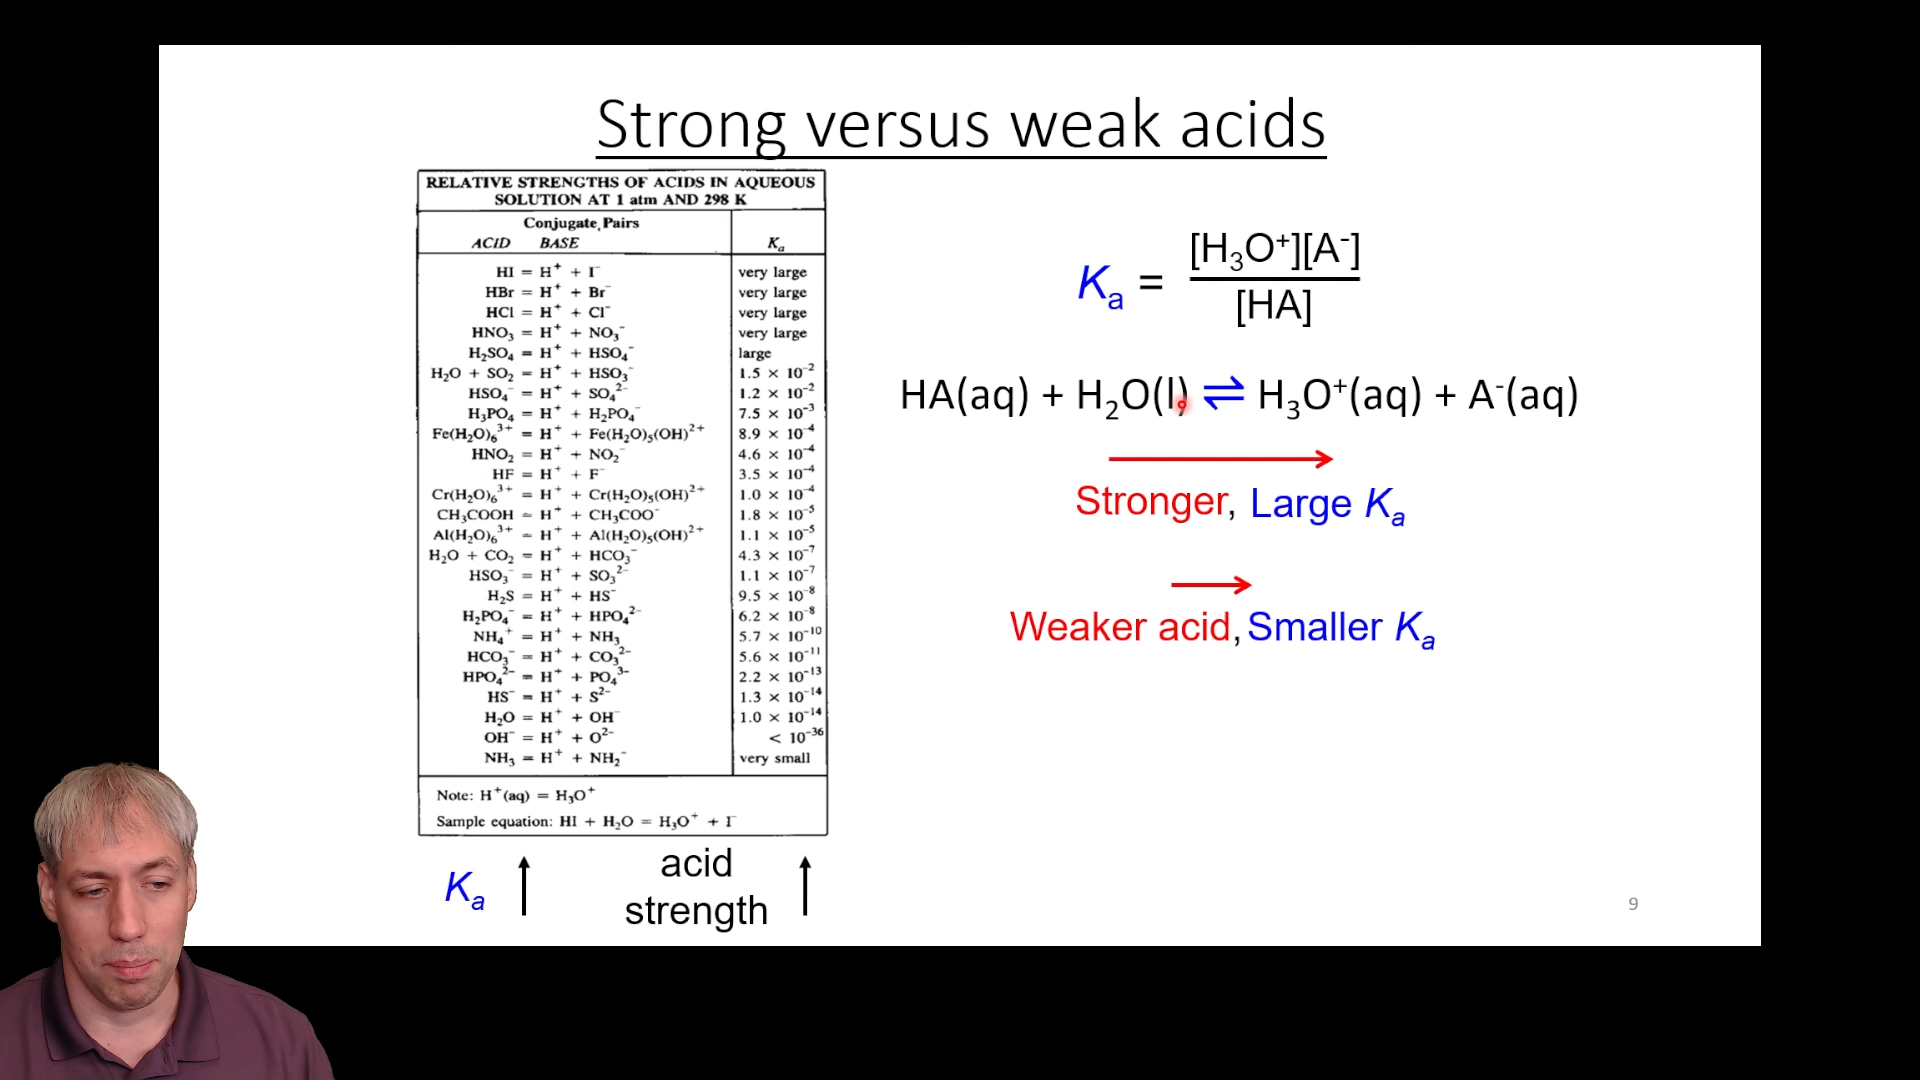 Strong versus weak acids
RELATIVE STRENGTHS OF ACIDS IN AQUEOUS
SOLUTION AT 1 atm AND 298 K
Conjugate Pairs
ACID BASE Kₐ
HI = H⁺ + I⁻ very large
HBr = H⁺ + Br⁻ very large
HCl = H⁺ + Cl⁻ very large
HNO₃ = H⁺ + NO₃⁻ very large
H₂SO₄ = H⁺ + HSO₄⁻ large
H₂O + SO₂ = H⁺ + HSO₃⁻ 1.5 × 10⁻²
HSO₄⁻ = H⁺ + SO₄²⁻ 1.2 × 10⁻²
H₃PO₄ = H⁺ + H₂PO₄⁻ 7.5 × 10⁻³
Fe(H₂O)₆³⁺ = H⁺ + Fe(H₂O)₅(OH)²⁺ 8.9 × 10⁻⁴
HNO₂ = H⁺ + NO₂⁻ 4.6 × 10⁻⁴
HF = H⁺ + F⁻ 3.5 × 10⁻⁴
Cr(H₂O)₆³⁺ = H⁺ + Cr(H₂O)₅(OH)²⁺ 1.0 × 10⁻⁴
CH₃COOH = H⁺ + CH₃COO⁻ 1.8 × 10⁻⁵
Al(H₂O)₆³⁺ = H⁺ + Al(H₂O)₅(OH)²⁺ 1.1 × 10⁻⁵
H₂O + CO₂ = H⁺ + HCO₃⁻ 4.3 × 10⁻⁷
HSO₃⁻ = H⁺ + SO₃²⁻ 1.1 × 10⁻⁷
H₂S = H⁺ + HS⁻ 9.5 × 10⁻⁸
H₂PO₄⁻ = H⁺ + HPO₄²⁻ 6.2 × 10⁻⁸
NH₄⁺ = H⁺ + NH₃ 5.7 × 10⁻¹⁰
HCO₃⁻ = H⁺ + CO₃²⁻ 5.6 × 10⁻¹¹
HPO₄²⁻ = H⁺ + PO₄³⁻ 2.2 × 10⁻¹³
HS⁻ = H⁺ + S²⁻ 1.3 × 10⁻¹⁴
H₂O = H⁺ + OH⁻ 1.0 × 10⁻¹⁴
OH⁻ = H⁺ + O²⁻ < 10⁻³⁶
NH₃ = H⁺ + NH₂⁻ very small
Note: H⁺(aq) = H₃O⁺
Sample equation: HI + H₂O = H₃O⁺ + I⁻
Kₐ ↑ acid strength ↑
Kₐ = [H₃O⁺][A⁻] / [HA]
HA(aq) + H₂O(l) ⇌ H₃O⁺(aq) + A⁻(aq)
Stronger, Large Kₐ
Weaker acid, Smaller Kₐ
9